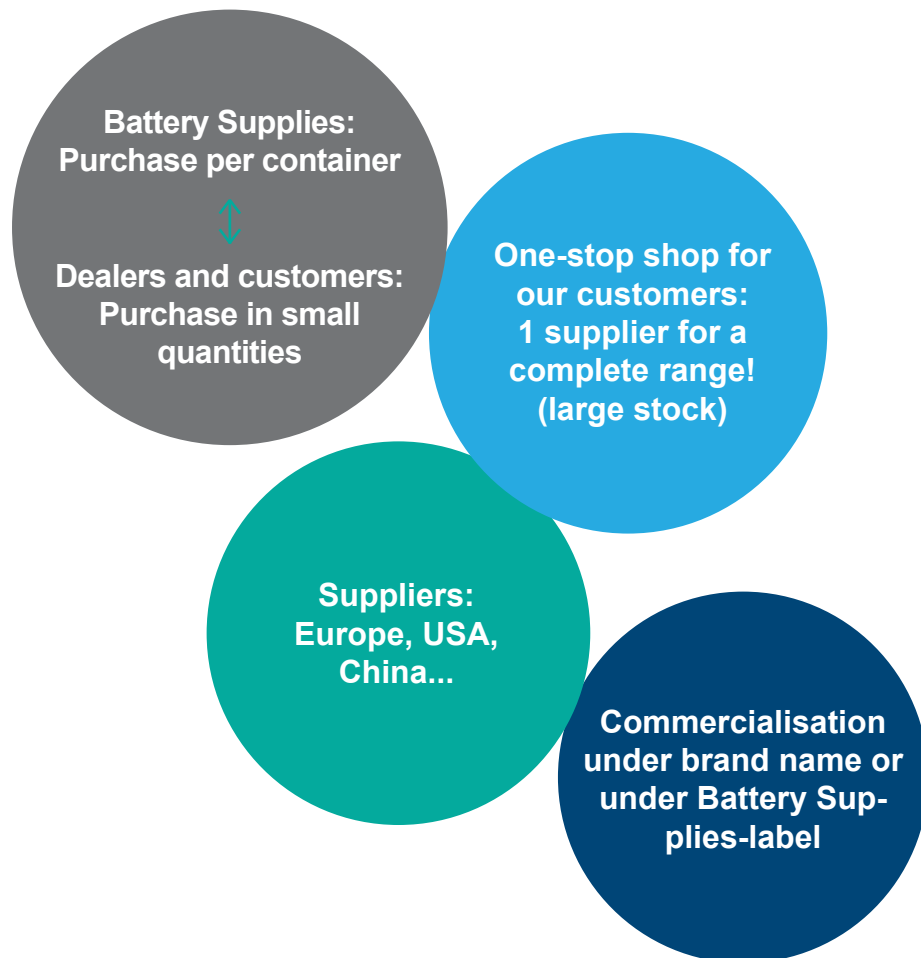 Battery Supplies:
Purchase per container
Dealers and customers:
Purchase in small
quantities
One-stop shop for
our customers:
1 supplier for a
complete range!
(large stock)
Suppliers:
Europe, USA,
China...
Commercialisation
under brand name or
under Battery Sup-
plies-label